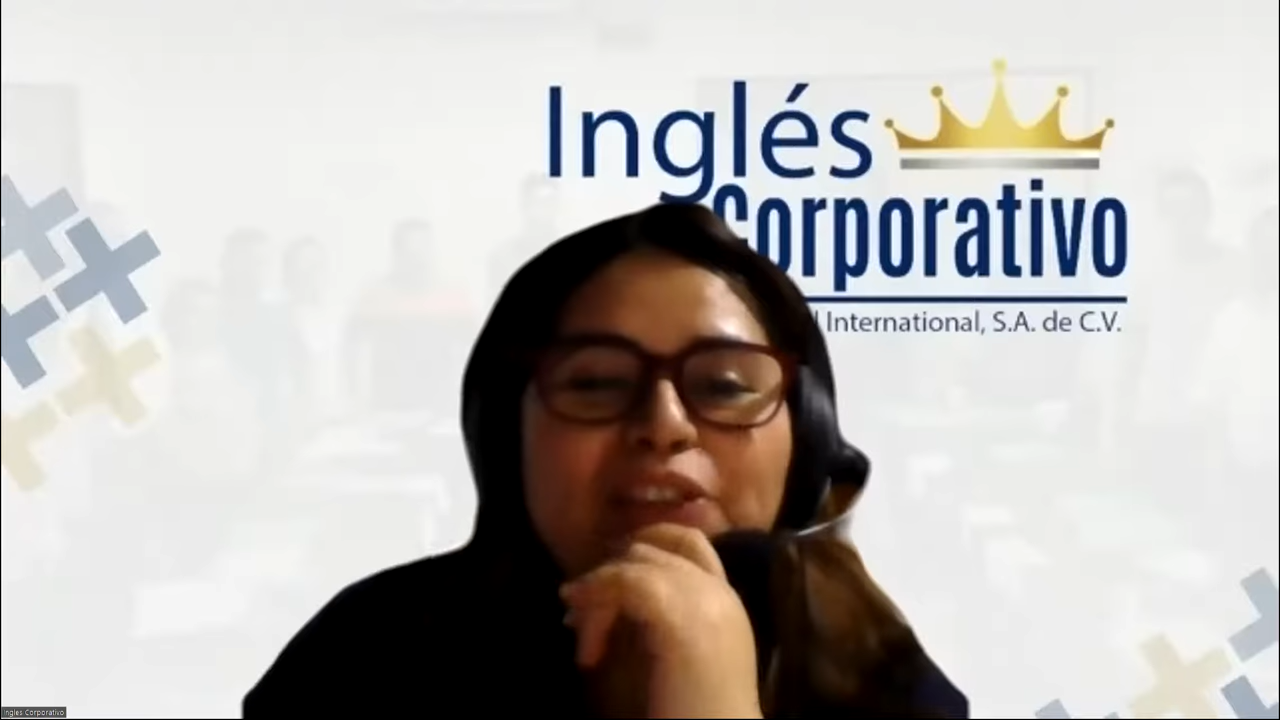 Inglés
Corporativo
International, S.A. de C.V.
Ingles Corporativo